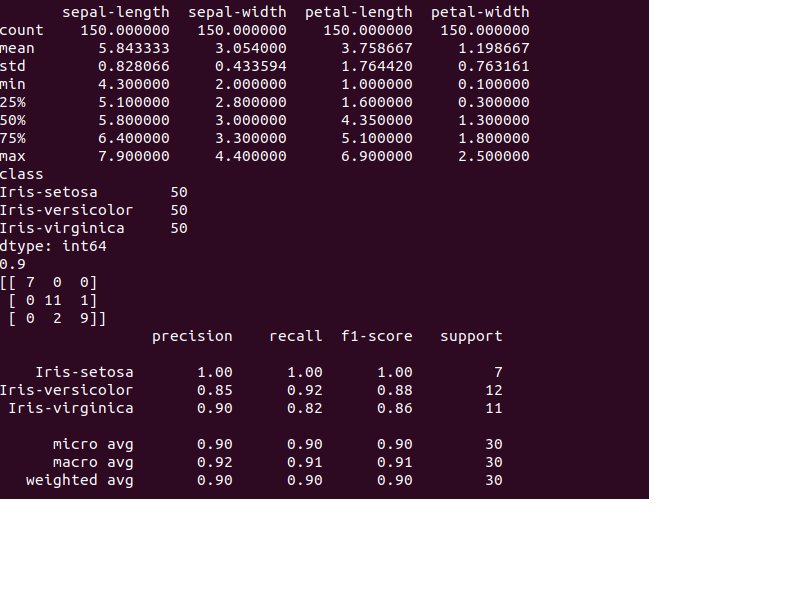 sepal-length  sepal-width  petal-length  petal-width
count    150.000000   150.000000    150.000000   150.000000
mean       5.843333     3.054000      3.758667     1.198667
std        0.828066     0.433594      1.764420     0.763161
min        4.300000     2.000000      1.000000     0.100000
25%        5.100000     2.800000      1.600000     0.300000
50%        5.800000     3.000000      4.350000     1.300000
75%        6.400000     3.300000      5.100000     1.800000
max        7.900000     4.400000      6.900000     2.500000
class
Iris-setosa        50
Iris-versicolor    50
Iris-virginica     50
dtype: int64
0.9
[[ 7  0  0]
 [ 0 11  1]
 [ 0  2  9]]
                 precision    recall  f1-score   support

    Iris-setosa       1.00      1.00      1.00         7
Iris-versicolor       0.85      0.92      0.88        12
 Iris-virginica       0.90      0.82      0.86        11

      micro avg       0.90      0.90      0.90        30
      macro avg       0.92      0.91      0.91        30
   weighted avg       0.90      0.90      0.90        30